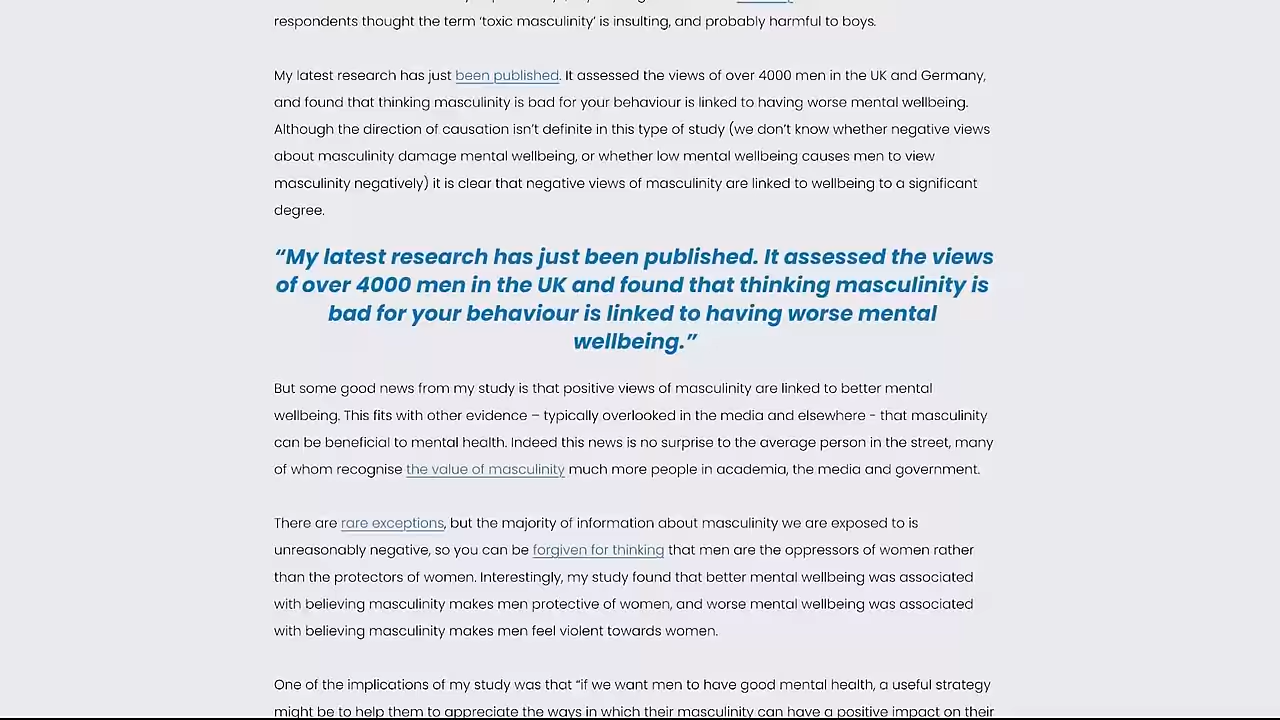 respondents thought the term ‘toxic masculinity’ is insulting, and probably harmful to boys.
My latest research has just been published. It assessed the views of over 4000 men in the UK and Germany,
and found that thinking masculinity is bad for your behaviour is linked to having worse mental wellbeing.
Although the direction of causation isn’t definite in this type of study (we don’t know whether negative views
about masculinity damage mental wellbeing, or whether low mental wellbeing causes men to view
masculinity negatively) it is clear that negative views of masculinity are linked to wellbeing to a significant
degree.
“My latest research has just been published. It assessed the views
of over 4000 men in the UK and found that thinking masculinity is
bad for your behaviour is linked to having worse mental
wellbeing.”
But some good news from my study is that positive views of masculinity are linked to better mental
wellbeing. This fits with other evidence – typically overlooked in the media and elsewhere - that masculinity
can be beneficial to mental health. Indeed this news is no surprise to the average person in the street, many
of whom recognise the value of masculinity much more people in academia, the media and government.
There are rare exceptions, but the majority of information about masculinity we are exposed to is
unreasonably negative, so you can be forgiven for thinking that men are the oppressors of women rather
than the protectors of women. Interestingly, my study found that better mental wellbeing was associated
with believing masculinity makes men protective of women, and worse mental wellbeing was associated
with believing masculinity makes men feel violent towards women.
One of the implications of my study was that “if we want men to have good mental health, a useful strategy
might be to help them to appreciate the ways in which their masculinity can have a positive impact on their